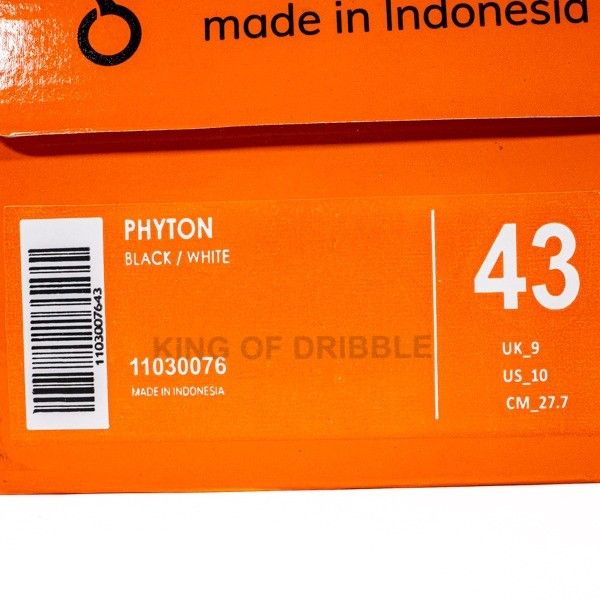 made in Indonesia
PHYTON
BLACK / WHITE
1103007643
KING OF DRIBBLE
11030076
MADE IN INDONESIA
43
UK_9
US_10
CM_27.7